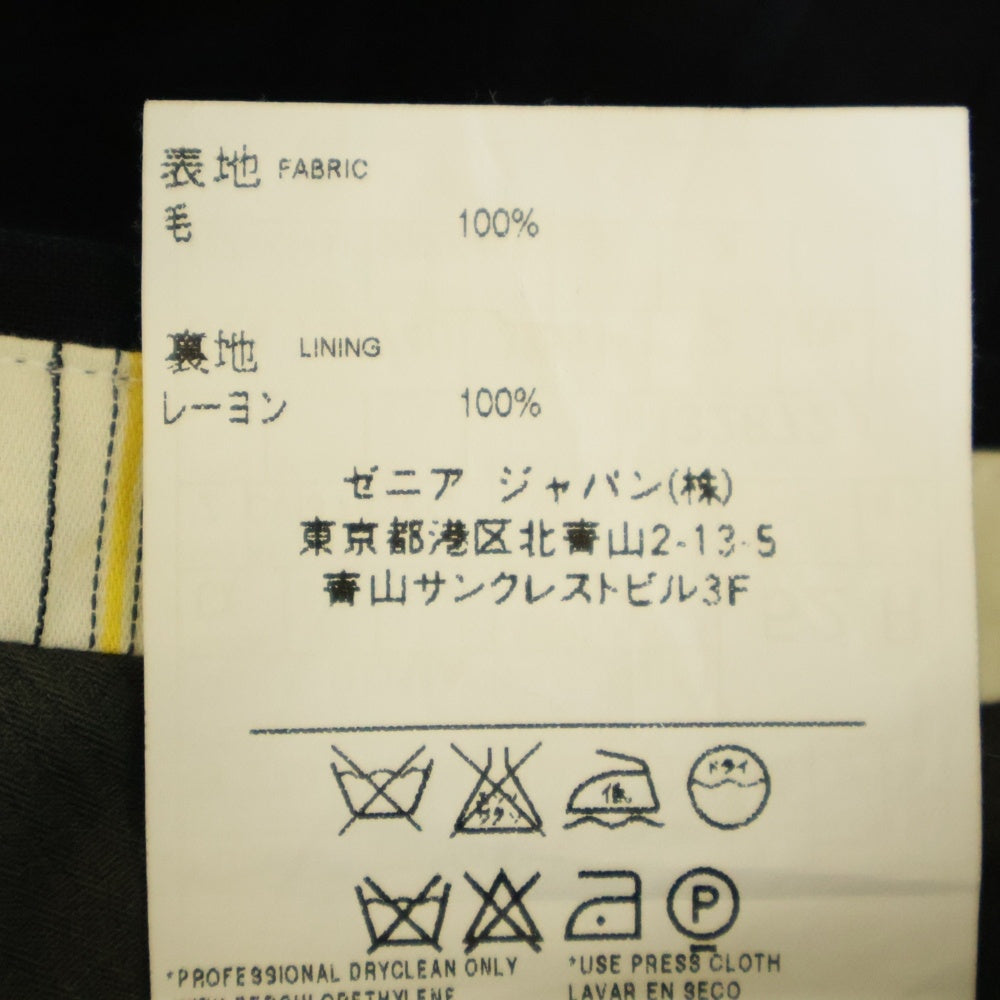 表地 FABRIC
毛 100%
裏地 LINING
レーヨン 100%
ゼニア ジャパン(株)
東京都港区北青山2-13-5
青山サンクレストビル3F
ドライ
低
P
*PROFESSIONAL DRYCLEAN ONLY
*USE PRESS CLOTH
LAVAR EN SECO